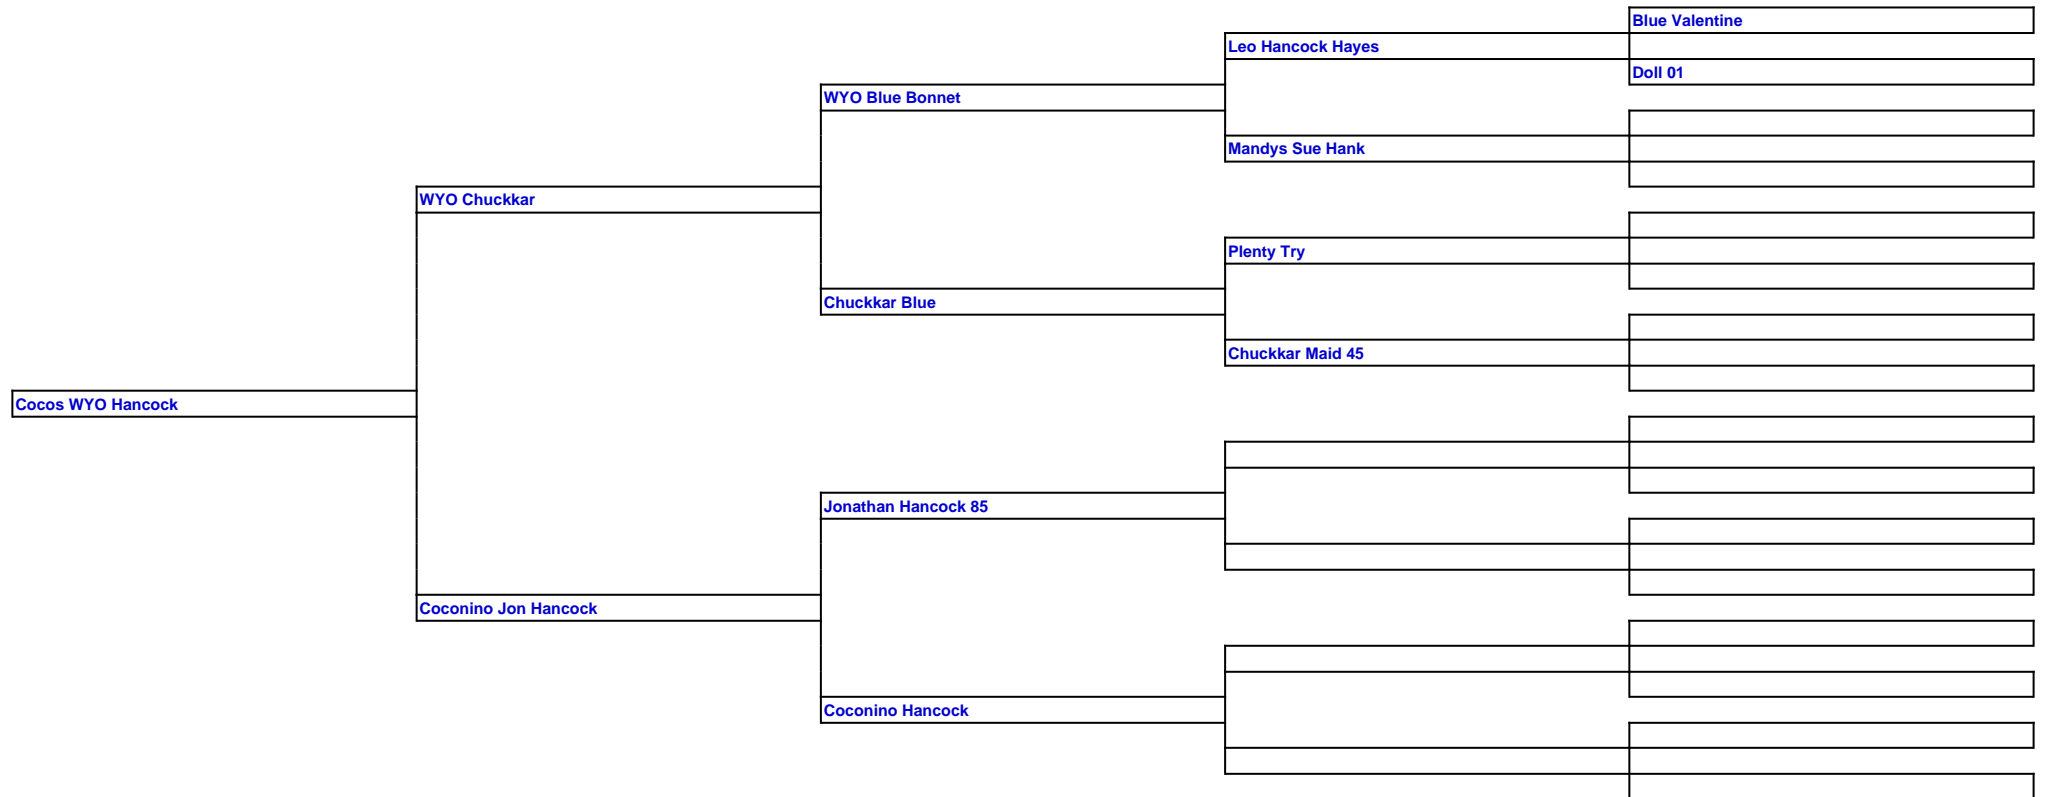 Blue Valentine
Leo Hancock Hayes
Doll 01
WYO Blue Bonnet
Mandys Sue Hank
WYO Chuckkar
Plenty Try
Chuckkar Blue
Chuckkar Maid 45
Cocos WYO Hancock
Jonathan Hancock 85
Coconino Jon Hancock
Coconino Hancock